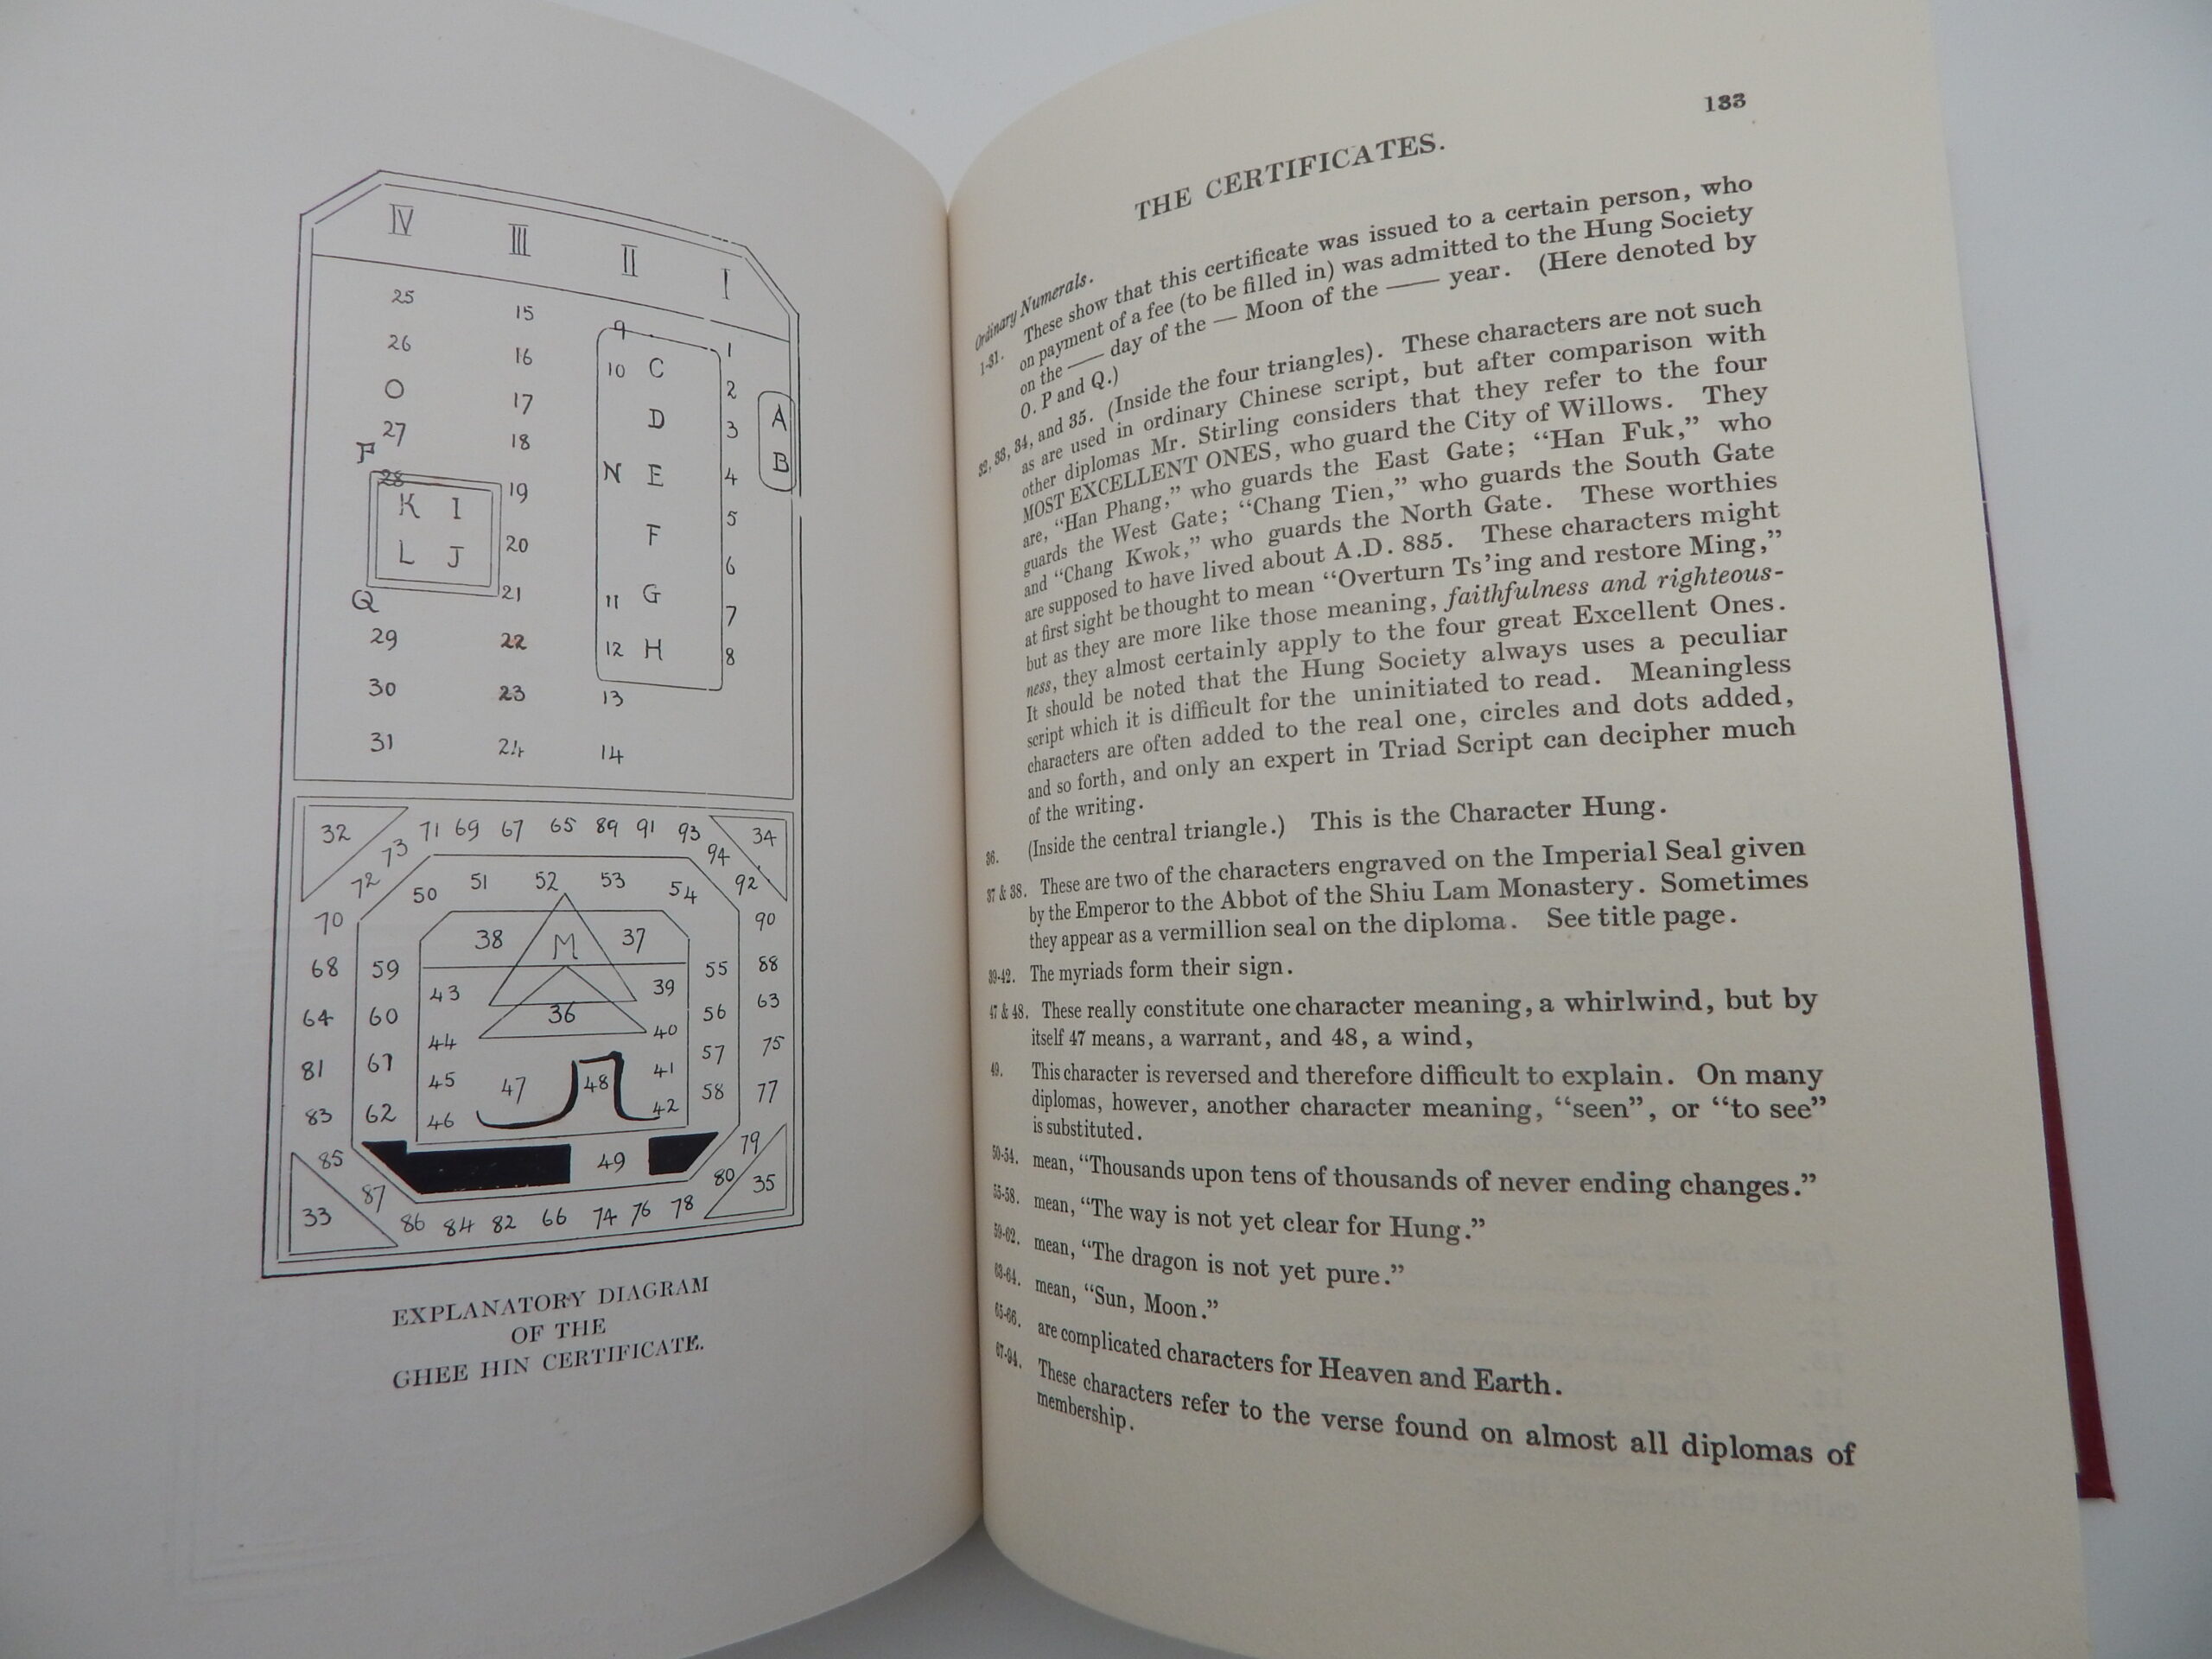 IV III II I
25 15 9 1
26 16 10 C 2 A
O 17 D 3 B
27 18
P 28 N E 4
K I 19 F 5
L J 20 6
Q 21 11 G 7
29 22 12 H 8
30 23 13
31 24 14
32 73 71 69 67 65 89 91 93 34
72 50 51 52 53 54 94 92
70 38 M 37 90
68 59 43 39 55 88
64 60 44 36 40 56 63
81 61 45 47 48 41 57 75
83 62 46 42 58 77
85 49 79
87 80
33 86 84 82 66 74 76 78 35
EXPLANATORY DIAGRAM
OF THE
GHEE HIN CERTIFICATE.
133
THE CERTIFICATES.
Ordinary Numerals.
1-31. These show that this certificate was issued to a certain person, who
on payment of a fee (to be filled in) was admitted to the Hung Society
on the —— day of the — Moon of the —— year. (Here denoted by
O. P and Q.)
32, 33, 34, and 35. (Inside the four triangles). These characters are not such
as are used in ordinary Chinese script, but after comparison with
other diplomas Mr. Stirling considers that they refer to the four
MOST EXCELLENT ONES, who guard the City of Willows. They
are, “Han Phang,” who guards the East Gate; “Han Fuk,” who
guards the West Gate; “Chang Tien,” who guards the South Gate
and “Chang Kwok,” who guards the North Gate. These worthies
are supposed to have lived about A.D. 885. These characters might
at first sight be thought to mean “Overturn Ts’ing and restore Ming,”
but as they are more like those meaning, faithfulness and righteous-
ness, they almost certainly apply to the four great Excellent Ones.
It should be noted that the Hung Society always uses a peculiar
script which it is difficult for the uninitiated to read. Meaningless
characters are often added to the real one, circles and dots added,
and so forth, and only an expert in Triad Script can decipher much
of the writing.
36. (Inside the central triangle.) This is the Character Hung.
37 & 38. These are two of the characters engraved on the Imperial Seal given
by the Emperor to the Abbot of the Shiu Lam Monastery. Sometimes
they appear as a vermillion seal on the diploma. See title page.
39-42. The myriads form their sign.
47 & 48. These really constitute one character meaning, a whirlwind, but by
itself 47 means, a warrant, and 48, a wind,
49. This character is reversed and therefore difficult to explain. On many
diplomas, however, another character meaning, “seen”, or “to see”
is substituted.
50-54. mean, “Thousands upon tens of thousands of never ending changes.”
55-58. mean, “The way is not yet clear for Hung.”
59-62. mean, “The dragon is not yet pure.”
63-64. mean, “Sun, Moon.”
65-66. are complicated characters for Heaven and Earth.
67-94. These characters refer to the verse found on almost all diplomas of
membership.